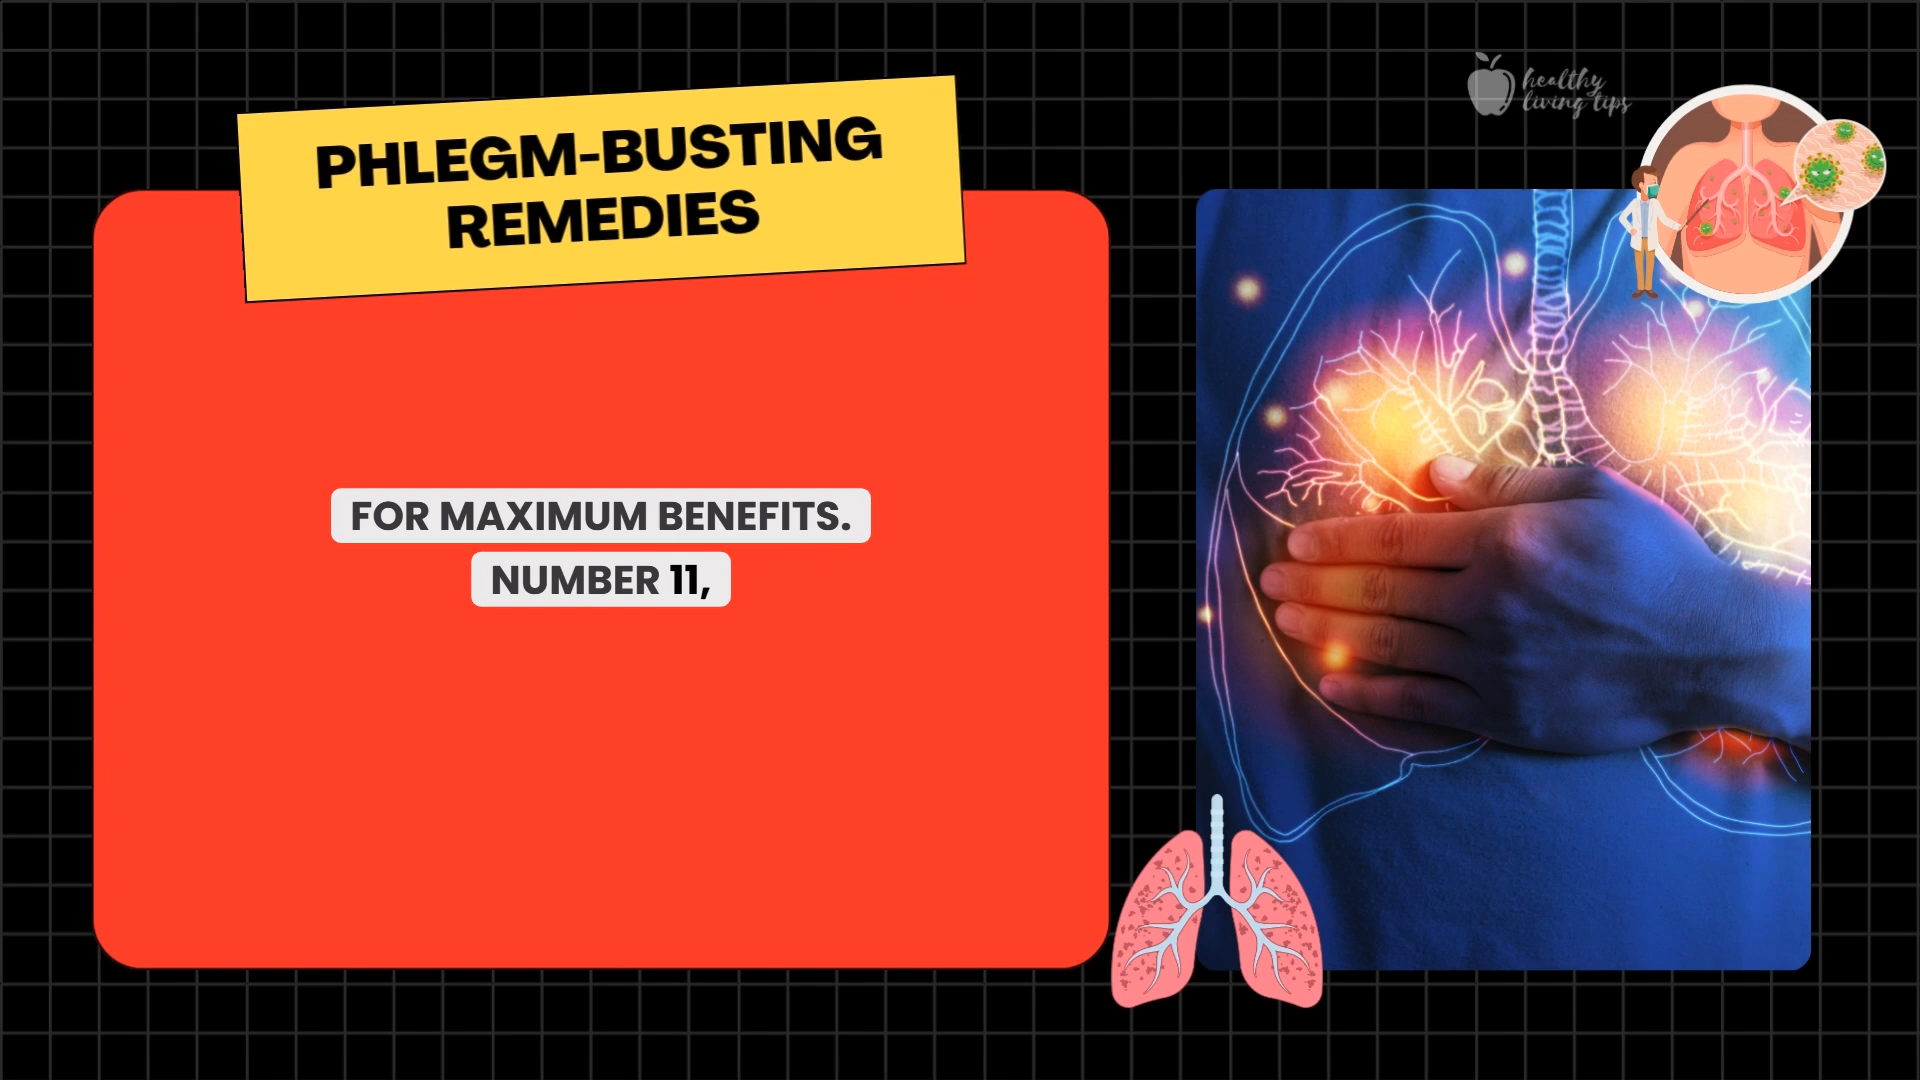 healthy
living tips
PHLEGM-BUSTING
REMEDIES
FOR MAXIMUM BENEFITS.
NUMBER 11,